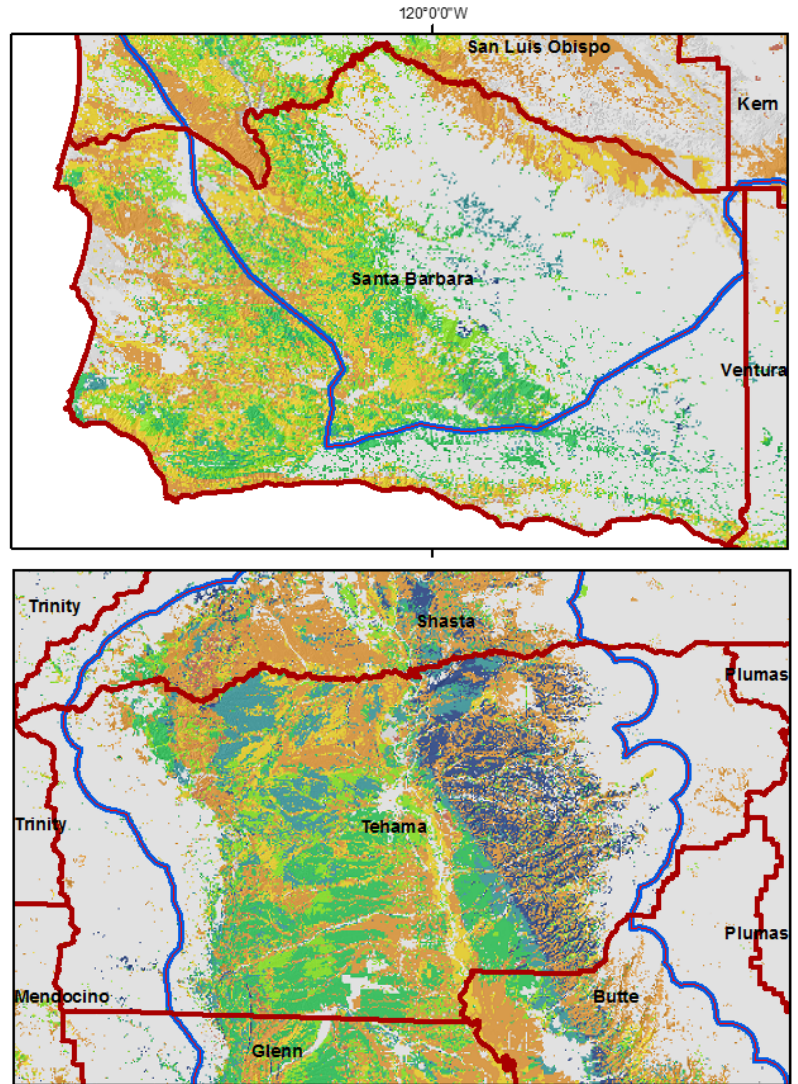 120°0'0"W
San Luis Obispo
Kern
Santa Barbara
Ventura
Trinity
Shasta
Plumas
Trinity
Tehama
Plumas
Mendocino
Butte
Glenn